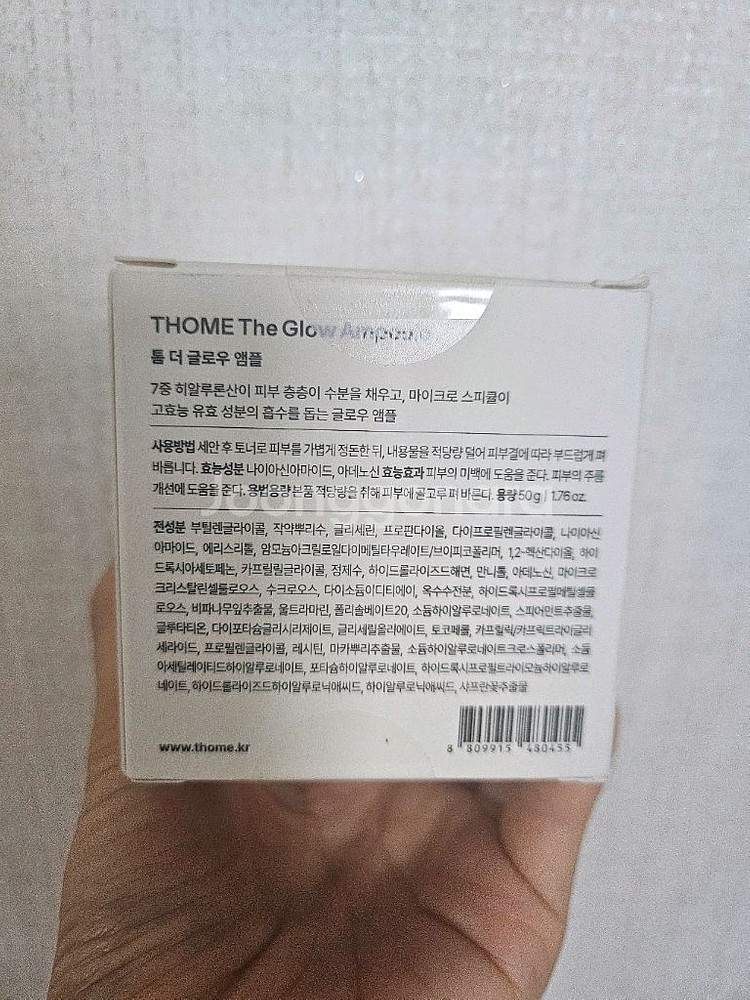 THOME The Glow Ampoule
톰 더 글로우 앰플
7중 히알루론산이 피부 층층이 수분을 채우고, 마이크로 스피큘이
고효능 유효 성분의 흡수를 돕는 글로우 앰플
사용방법 세안 후 토너로 피부를 가볍게 정돈한 뒤, 내용물을 적당량 덜어 피부결에 따라 부드럽게 펴
바릅니다. 효능성분 나이아신아마이드, 아데노신 효능효과 피부의 미백에 도움을 준다. 피부의 주름
개선에 도움을 준다. 용법용량 본품 적당량을 취해 피부에 골고루 펴 바른다. 용량 50g | 1.76 oz.
Joonggonara
전성분 부틸렌글라이콜, 작약뿌리수, 글리세린, 프로판다이올, 다이프로필렌글라이콜, 나이아신
아마이드, 에리스리톨, 암모늄아크릴로일다이메틸타우레이트/브이피코폴리머, 1,2-헥산다이올, 하이
드록시아세토페논, 카프릴릴글라이콜, 정제수, 하이드롤라이즈드해면, 만니톨, 아데노신, 마이크로
크리스탈린셀룰로오스, 수크로오스, 다이소듐이디티에이, 옥수수전분, 하이드록시프로필메틸셀룰
로오스, 비파나무잎추출물, 울트라마린, 폴리솔베이트20, 소듐하이알루로네이트, 스피어민트추출물,
글루타티온, 다이포타슘글리시리제이트, 글리세릴올리에이트, 토코페롤, 카프릴릭/카프릭트라이글리
세라이드, 프로필렌글라이콜, 레시틴, 마카뿌리추출물, 소듐하이알루로네이트크로스폴리머, 소듐
아세틸레이티드하이알루로네이트, 포타슘하이알루로네이트, 하이드록시프로필트라이모늄하이알루로
네이트, 하이드롤라이즈드하이알루로닉애씨드, 하이알루로닉애씨드, 사프란꽃추출물
www.thome.kr
8 809915 480455